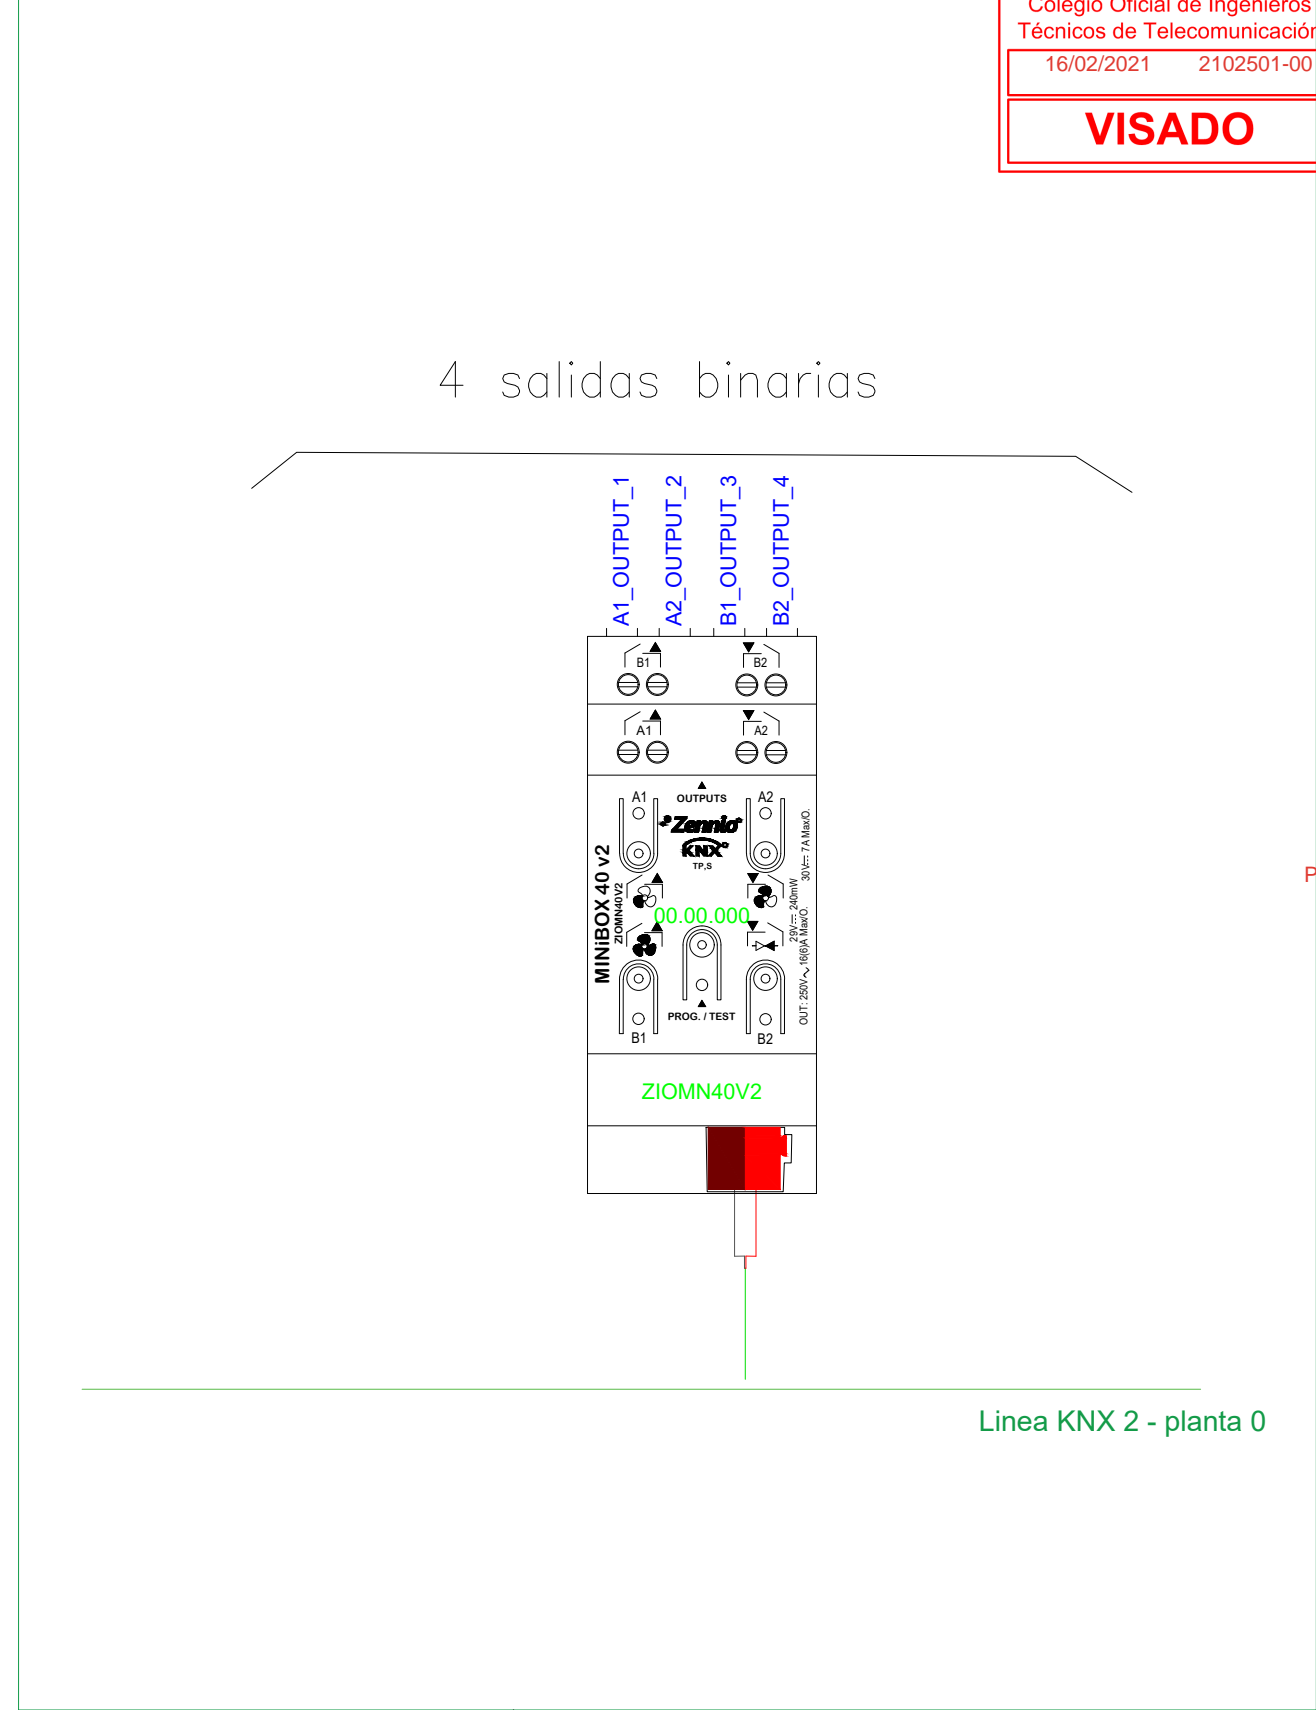 Colegio Oficial de Ingenieros
Técnicos de Telecomunicación
16/02/2021 2102501-00
VISADO
4 salidas binarias
A1_OUTPUT_1
A2_OUTPUT_2
B1_OUTPUT_3
B2_OUTPUT_4
B1 B2
A1 A2
A1 OUTPUTS A2
Zennio
KNX
TP,S
MINiBOX 40 v2
ZIOMN40V2
00.00.000
30V⎓ 7A Max/O.
29V⎓ 240mW
OUT: 250V~ 16(6)A Max/O.
PROG. / TEST
B1 B2
ZIOMN40V2
P
Linea KNX 2 - planta 0